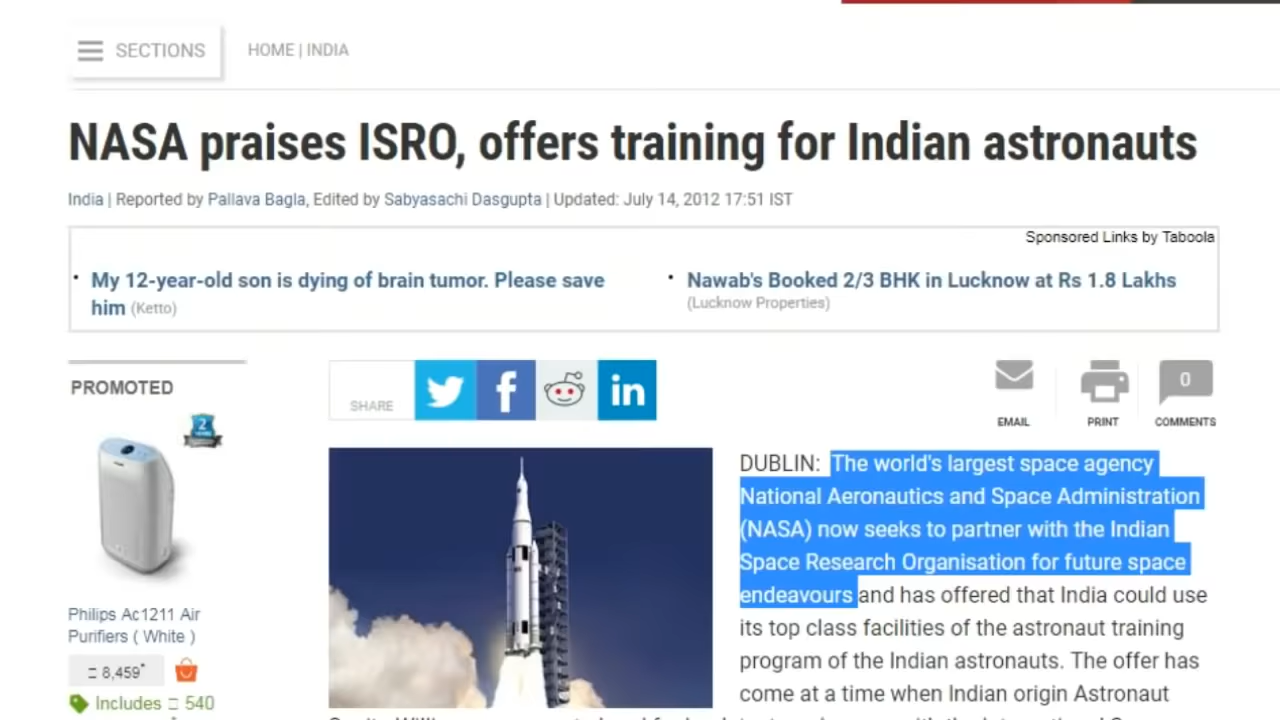 SECTIONS
HOME | INDIA
NASA praises ISRO, offers training for Indian astronauts
India | Reported by Pallava Bagla, Edited by Sabyasachi Dasgupta | Updated: July 14, 2012 17:51 IST
Sponsored Links by Taboola
My 12-year-old son is dying of brain tumor. Please save
him (Ketto)
Nawab's Booked 2/3 BHK in Lucknow at Rs 1.8 Lakhs
(Lucknow Properties)
PROMOTED
2
Philips Ac1211 Air
Purifiers ( White )
8,459*
Includes 540
SHARE
f
in
EMAIL
PRINT
0
COMMENTS
DUBLIN: The world's largest space agency
National Aeronautics and Space Administration
(NASA) now seeks to partner with the Indian
Space Research Organisation for future space
endeavours and has offered that India could use
its top class facilities of the astronaut training
program of the Indian astronauts. The offer has
come at a time when Indian origin Astronaut